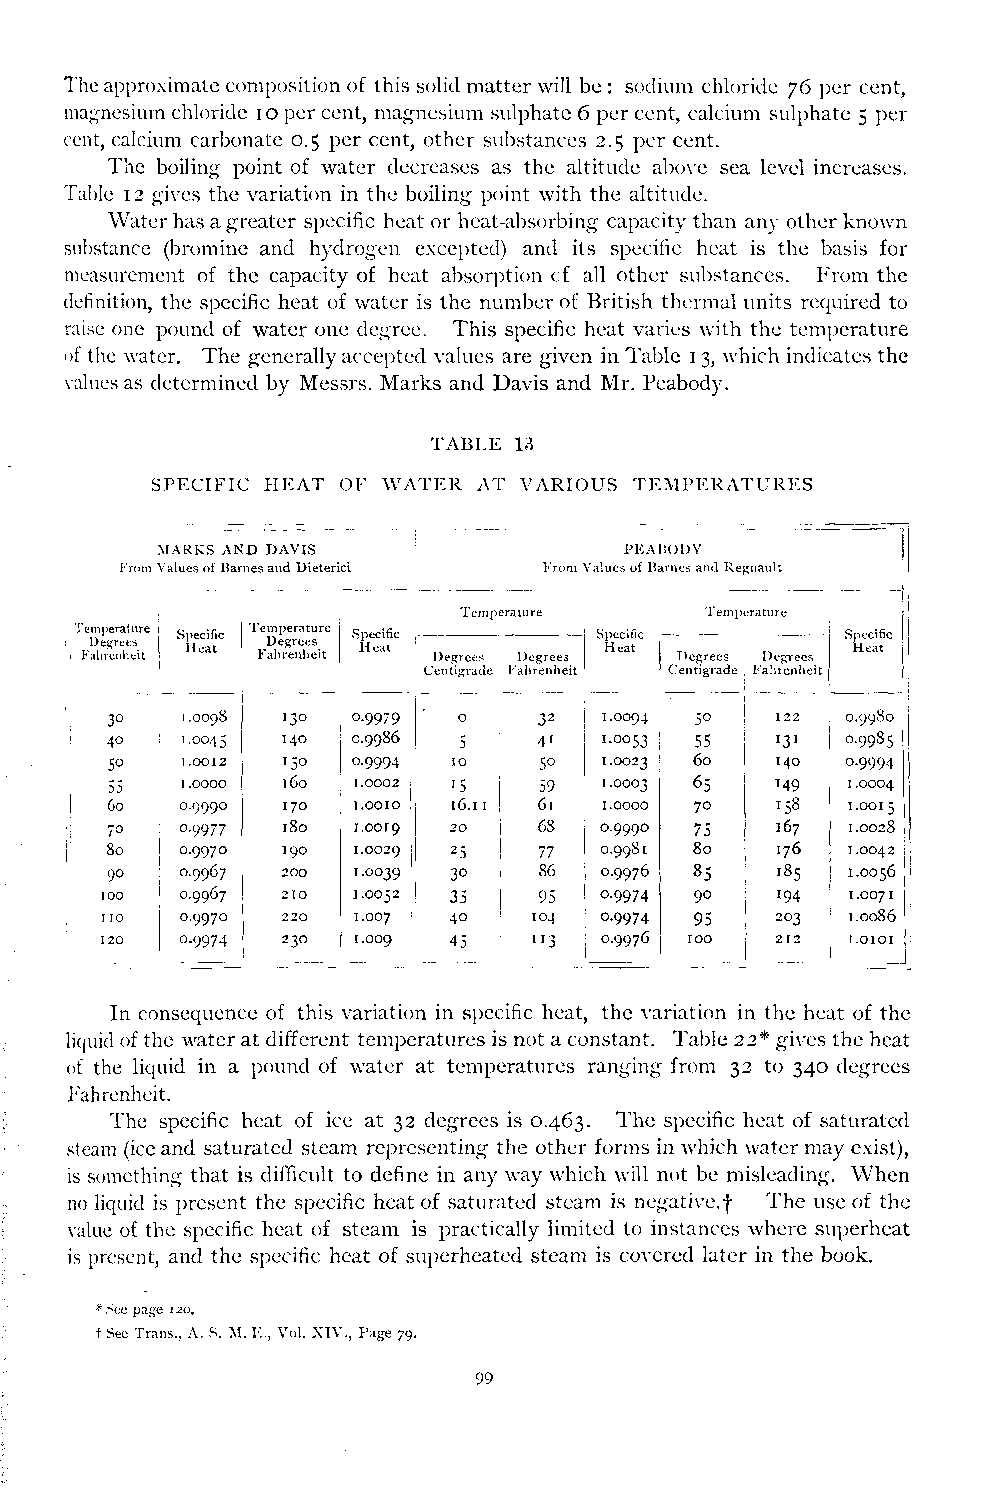 The approximate composition of this solid matter will be: sodium chloride 76 per cent,
magnesium chloride 10 per cent, magnesium sulphate 6 per cent, calcium sulphate 5 per
cent, calcium carbonate 0.5 per cent, other substances 2.5 per cent.
The boiling point of water decreases as the altitude above sea level increases.
Table 12 gives the variation in the boiling point with the altitude.
Water has a greater specific heat or heat-absorbing capacity than any other known
substance (bromine and hydrogen excepted) and its specific heat is the basis for
measurement of the capacity of heat absorption of all other substances. From the
definition, the specific heat of water is the number of British thermal units required to
raise one pound of water one degree. This specific heat varies with the temperature
of the water. The generally accepted values are given in Table 13, which indicates the
values as determined by Messrs. Marks and Davis and Mr. Peabody.
TABLE 13
SPECIFIC HEAT OF WATER AT VARIOUS TEMPERATURES
MARKS AND DAVIS PEABODY
From Values of Barnes and Dieterici From Values of Barnes and Regnault
Temperature Temperature
Temperature Specific Temperature Specific Specific Specific
Degrees Heat Degrees Heat Heat Heat
Fahrenheit Fahrenheit Degrees Degrees Degrees Degrees
Centigrade Fahrenheit Centigrade Fahrenheit
30 1.0098 130 0.9979 0 32 1.0094 50 122 0.9980
40 1.0045 140 0.9986 5 41 1.0053 55 131 0.9985
50 1.0012 150 0.9994 10 50 1.0023 60 140 0.9994
55 1.0000 160 1.0002 15 59 1.0003 65 149 1.0004
60 0.9990 170 1.0010 16.11 61 1.0000 70 158 1.0015
70 0.9977 180 1.0019 20 68 0.9990 75 167 1.0028
80 0.9970 190 1.0029 25 77 0.9981 80 176 1.0042
90 0.9967 200 1.0039 30 86 0.9976 85 185 1.0056
100 0.9967 210 1.0052 35 95 0.9974 90 194 1.0071
110 0.9970 220 1.007 40 104 0.9974 95 203 1.0086
120 0.9974 230 1.009 45 113 0.9976 100 212 1.0101
In consequence of this variation in specific heat, the variation in the heat of the
liquid of the water at different temperatures is not a constant. Table 22* gives the heat
of the liquid in a pound of water at temperatures ranging from 32 to 340 degrees
Fahrenheit.
The specific heat of ice at 32 degrees is 0.463. The specific heat of saturated
steam (ice and saturated steam representing the other forms in which water may exist),
is something that is difficult to define in any way which will not be misleading. When
no liquid is present the specific heat of saturated steam is negative.† The use of the
value of the specific heat of steam is practically limited to instances where superheat
is present, and the specific heat of superheated steam is covered later in the book.
* See page 120.
† See Trans., A. S. M. E., Vol. XIV., Page 79.
99